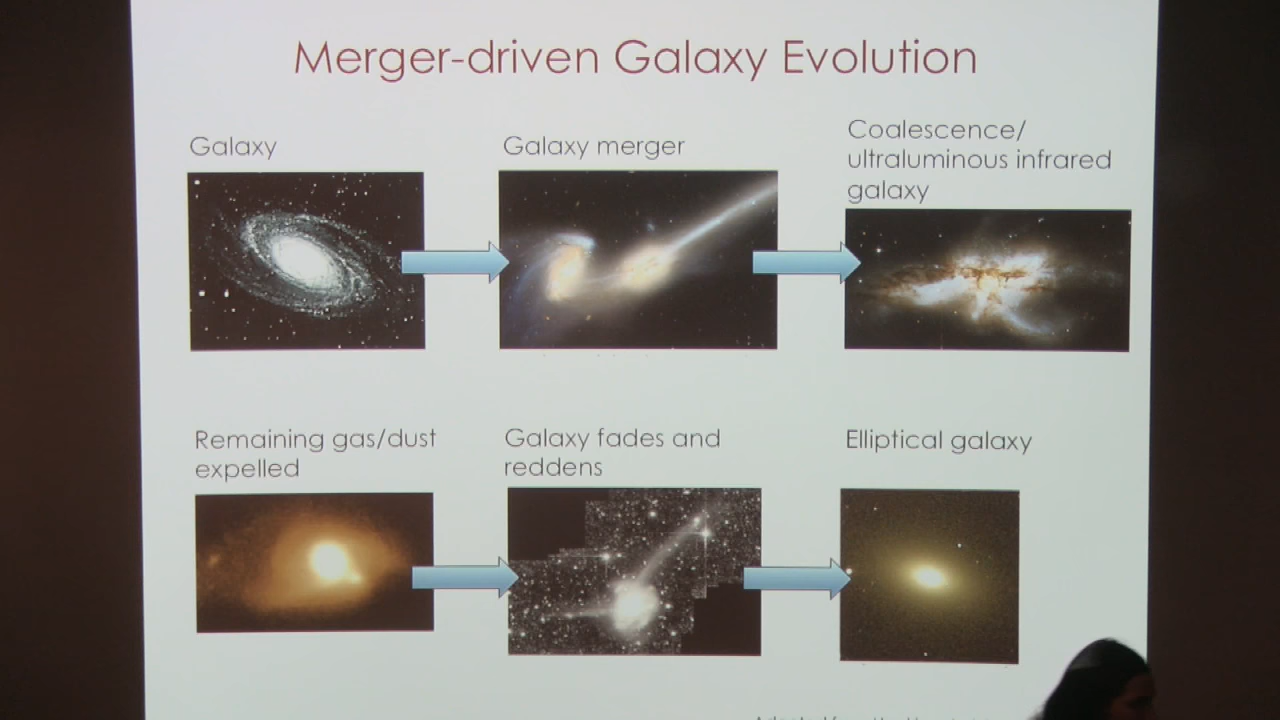 Merger-driven Galaxy Evolution
Galaxy
Galaxy merger
Coalescence/
ultraluminous infrared
galaxy
Remaining gas/dust
expelled
Galaxy fades and
reddens
Elliptical galaxy